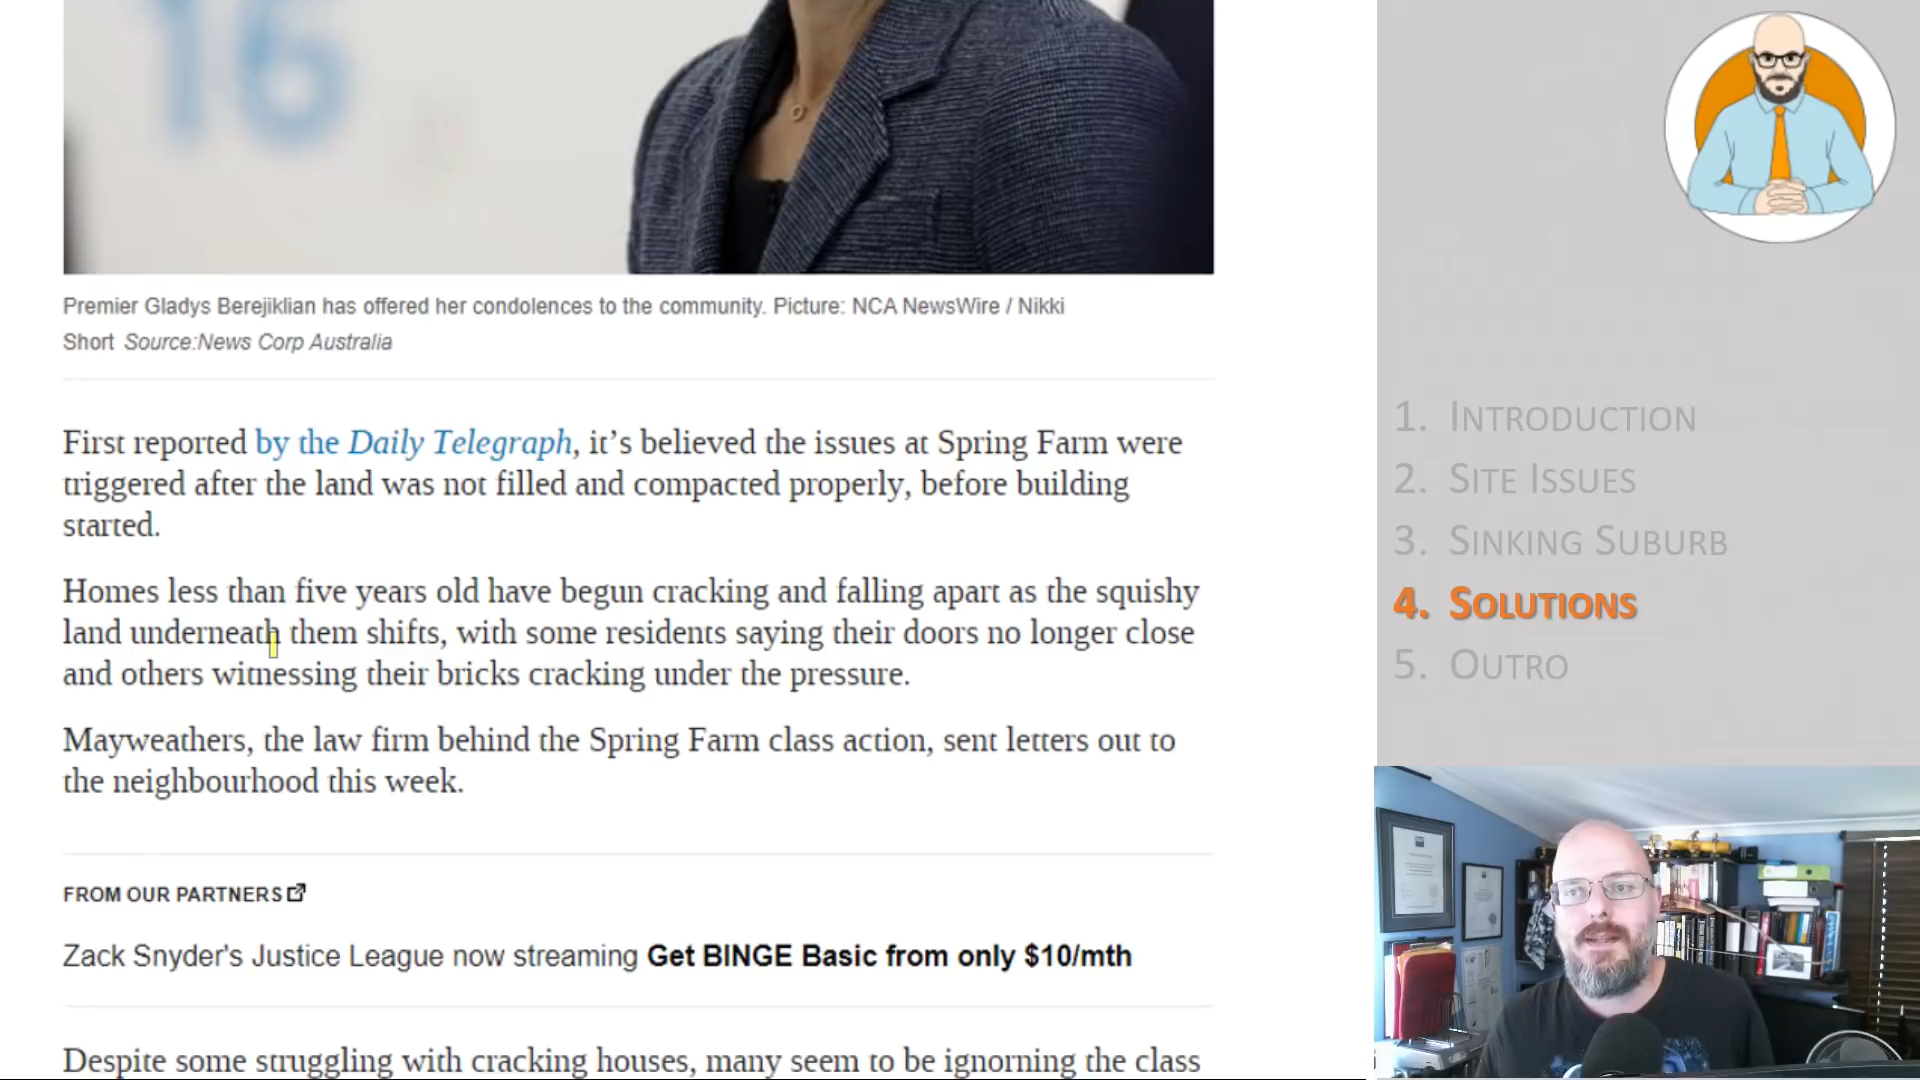 16
Premier Gladys Berejiklian has offered her condolences to the community. Picture: NCA NewsWire / Nikki
Short Source:News Corp Australia
First reported by the Daily Telegraph, it’s believed the issues at Spring Farm were
triggered after the land was not filled and compacted properly, before building
started.
Homes less than five years old have begun cracking and falling apart as the squishy
land underneath them shifts, with some residents saying their doors no longer close
and others witnessing their bricks cracking under the pressure.
Mayweathers, the law firm behind the Spring Farm class action, sent letters out to
the neighbourhood this week.
FROM OUR PARTNERS
Zack Snyder's Justice League now streaming Get BINGE Basic from only $10/mth
Despite some struggling with cracking houses, many seem to be ignorning the class
1. INTRODUCTION
2. SITE ISSUES
3. SINKING SUBURB
4. SOLUTIONS
5. OUTRO